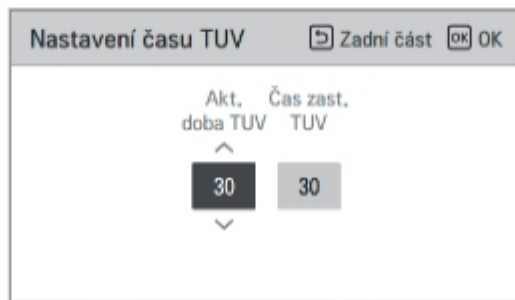 Nastavení času TUV Zadní část OK OK
Akt. Čas zast.
doba TUV TUV
30 30